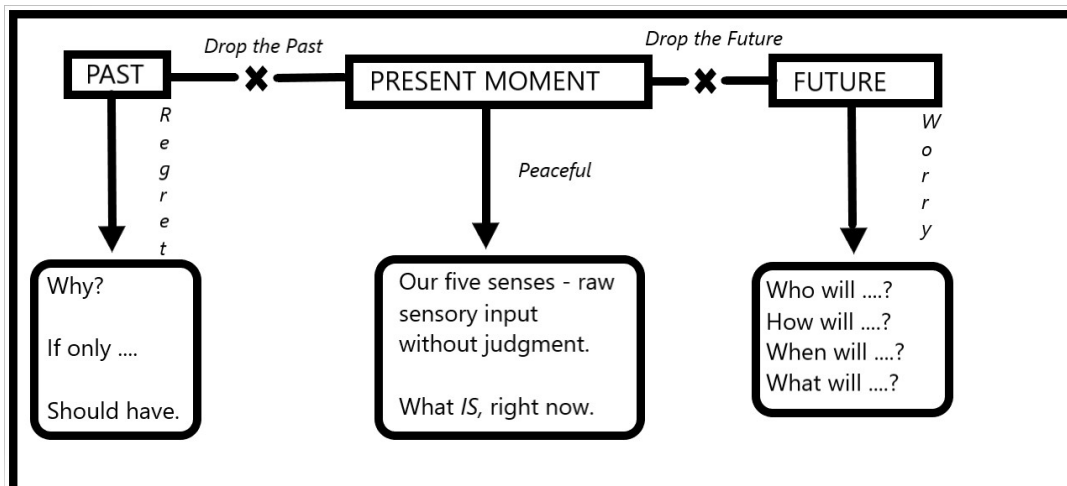 Drop the Past
Drop the Future
PAST
PRESENT MOMENT
FUTURE
Regret
Peaceful
Worry
Why?
If only ....
Should have.
Our five senses - raw
sensory input
without judgment.
What IS, right now.
Who will ....?
How will ....?
When will ....?
What will ....?